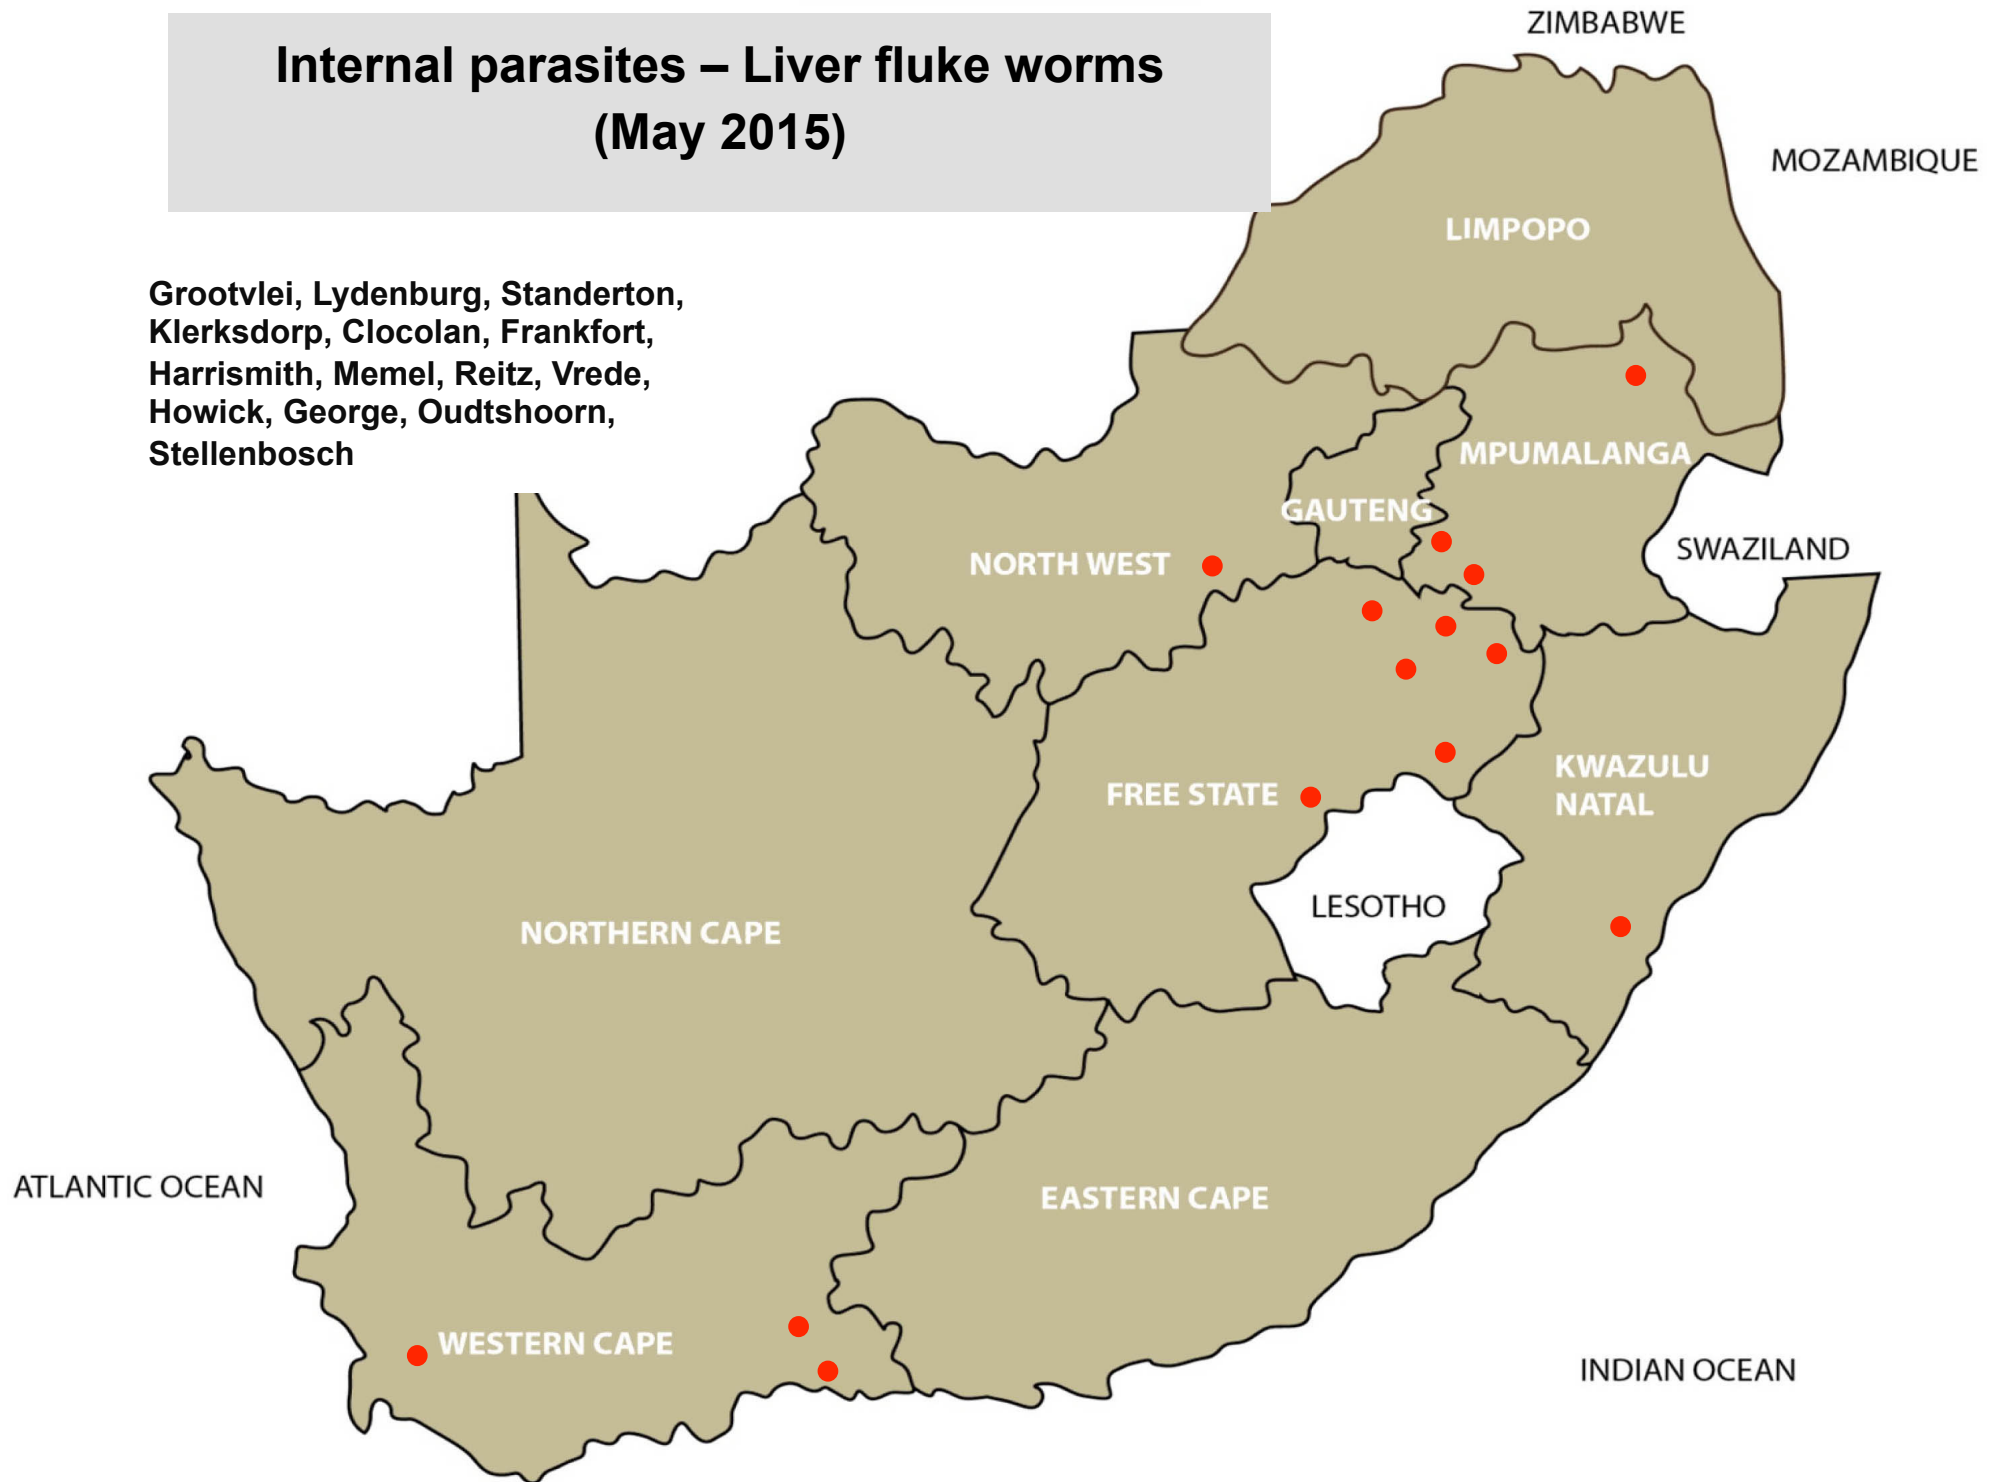 Internal parasites – Liver fluke worms
(May 2015)
Grootvlei, Lydenburg, Standerton,
Klerksdorp, Clocolan, Frankfort,
Harrismith, Memel, Reitz, Vrede,
Howick, George, Oudtshoorn,
Stellenbosch
ZIMBABWE
MOZAMBIQUE
LIMPOPO
MPUMALANGA
GAUTENG
NORTH WEST
SWAZILAND
KWAZULU
NATAL
FREE STATE
LESOTHO
NORTHERN CAPE
ATLANTIC OCEAN
EASTERN CAPE
WESTERN CAPE
INDIAN OCEAN